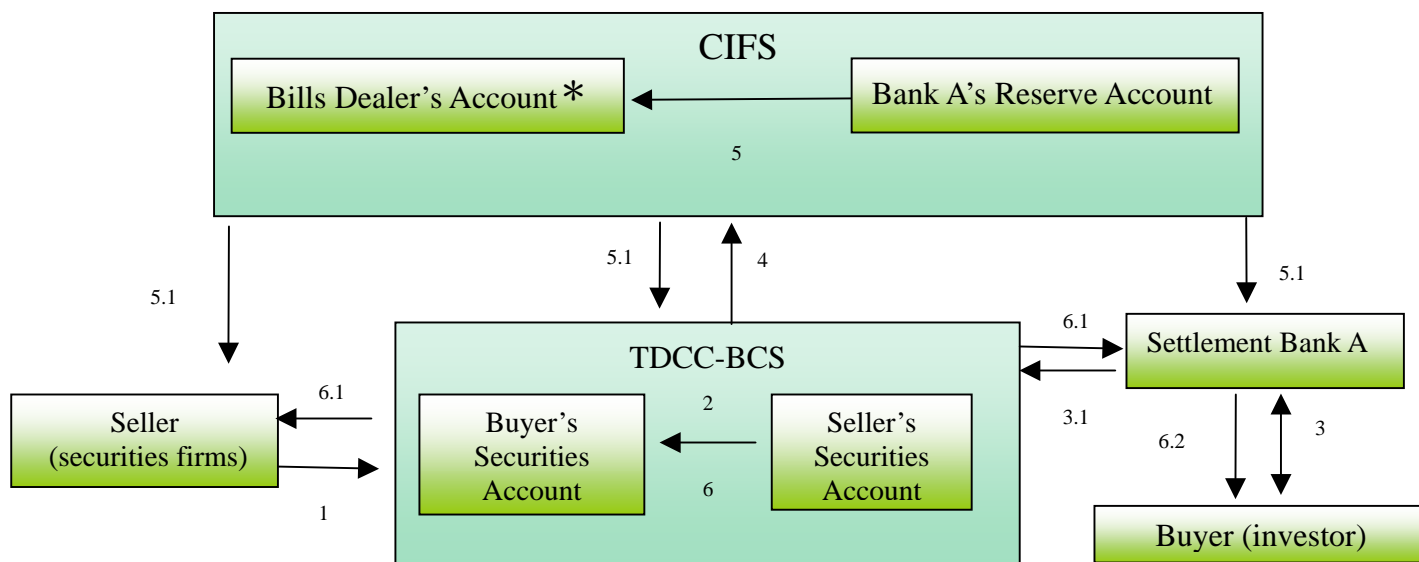 CIFS
Bills Dealer’s Account *
Bank A’s Reserve Account
5
5.1
5.1
4
5.1
TDCC-BCS
6.1
Settlement Bank A
3.1
Seller
(securities firms)
6.1
1
Buyer’s
Securities
Account
2
6
Seller’s
Securities
Account
6.2
3
Buyer (investor)